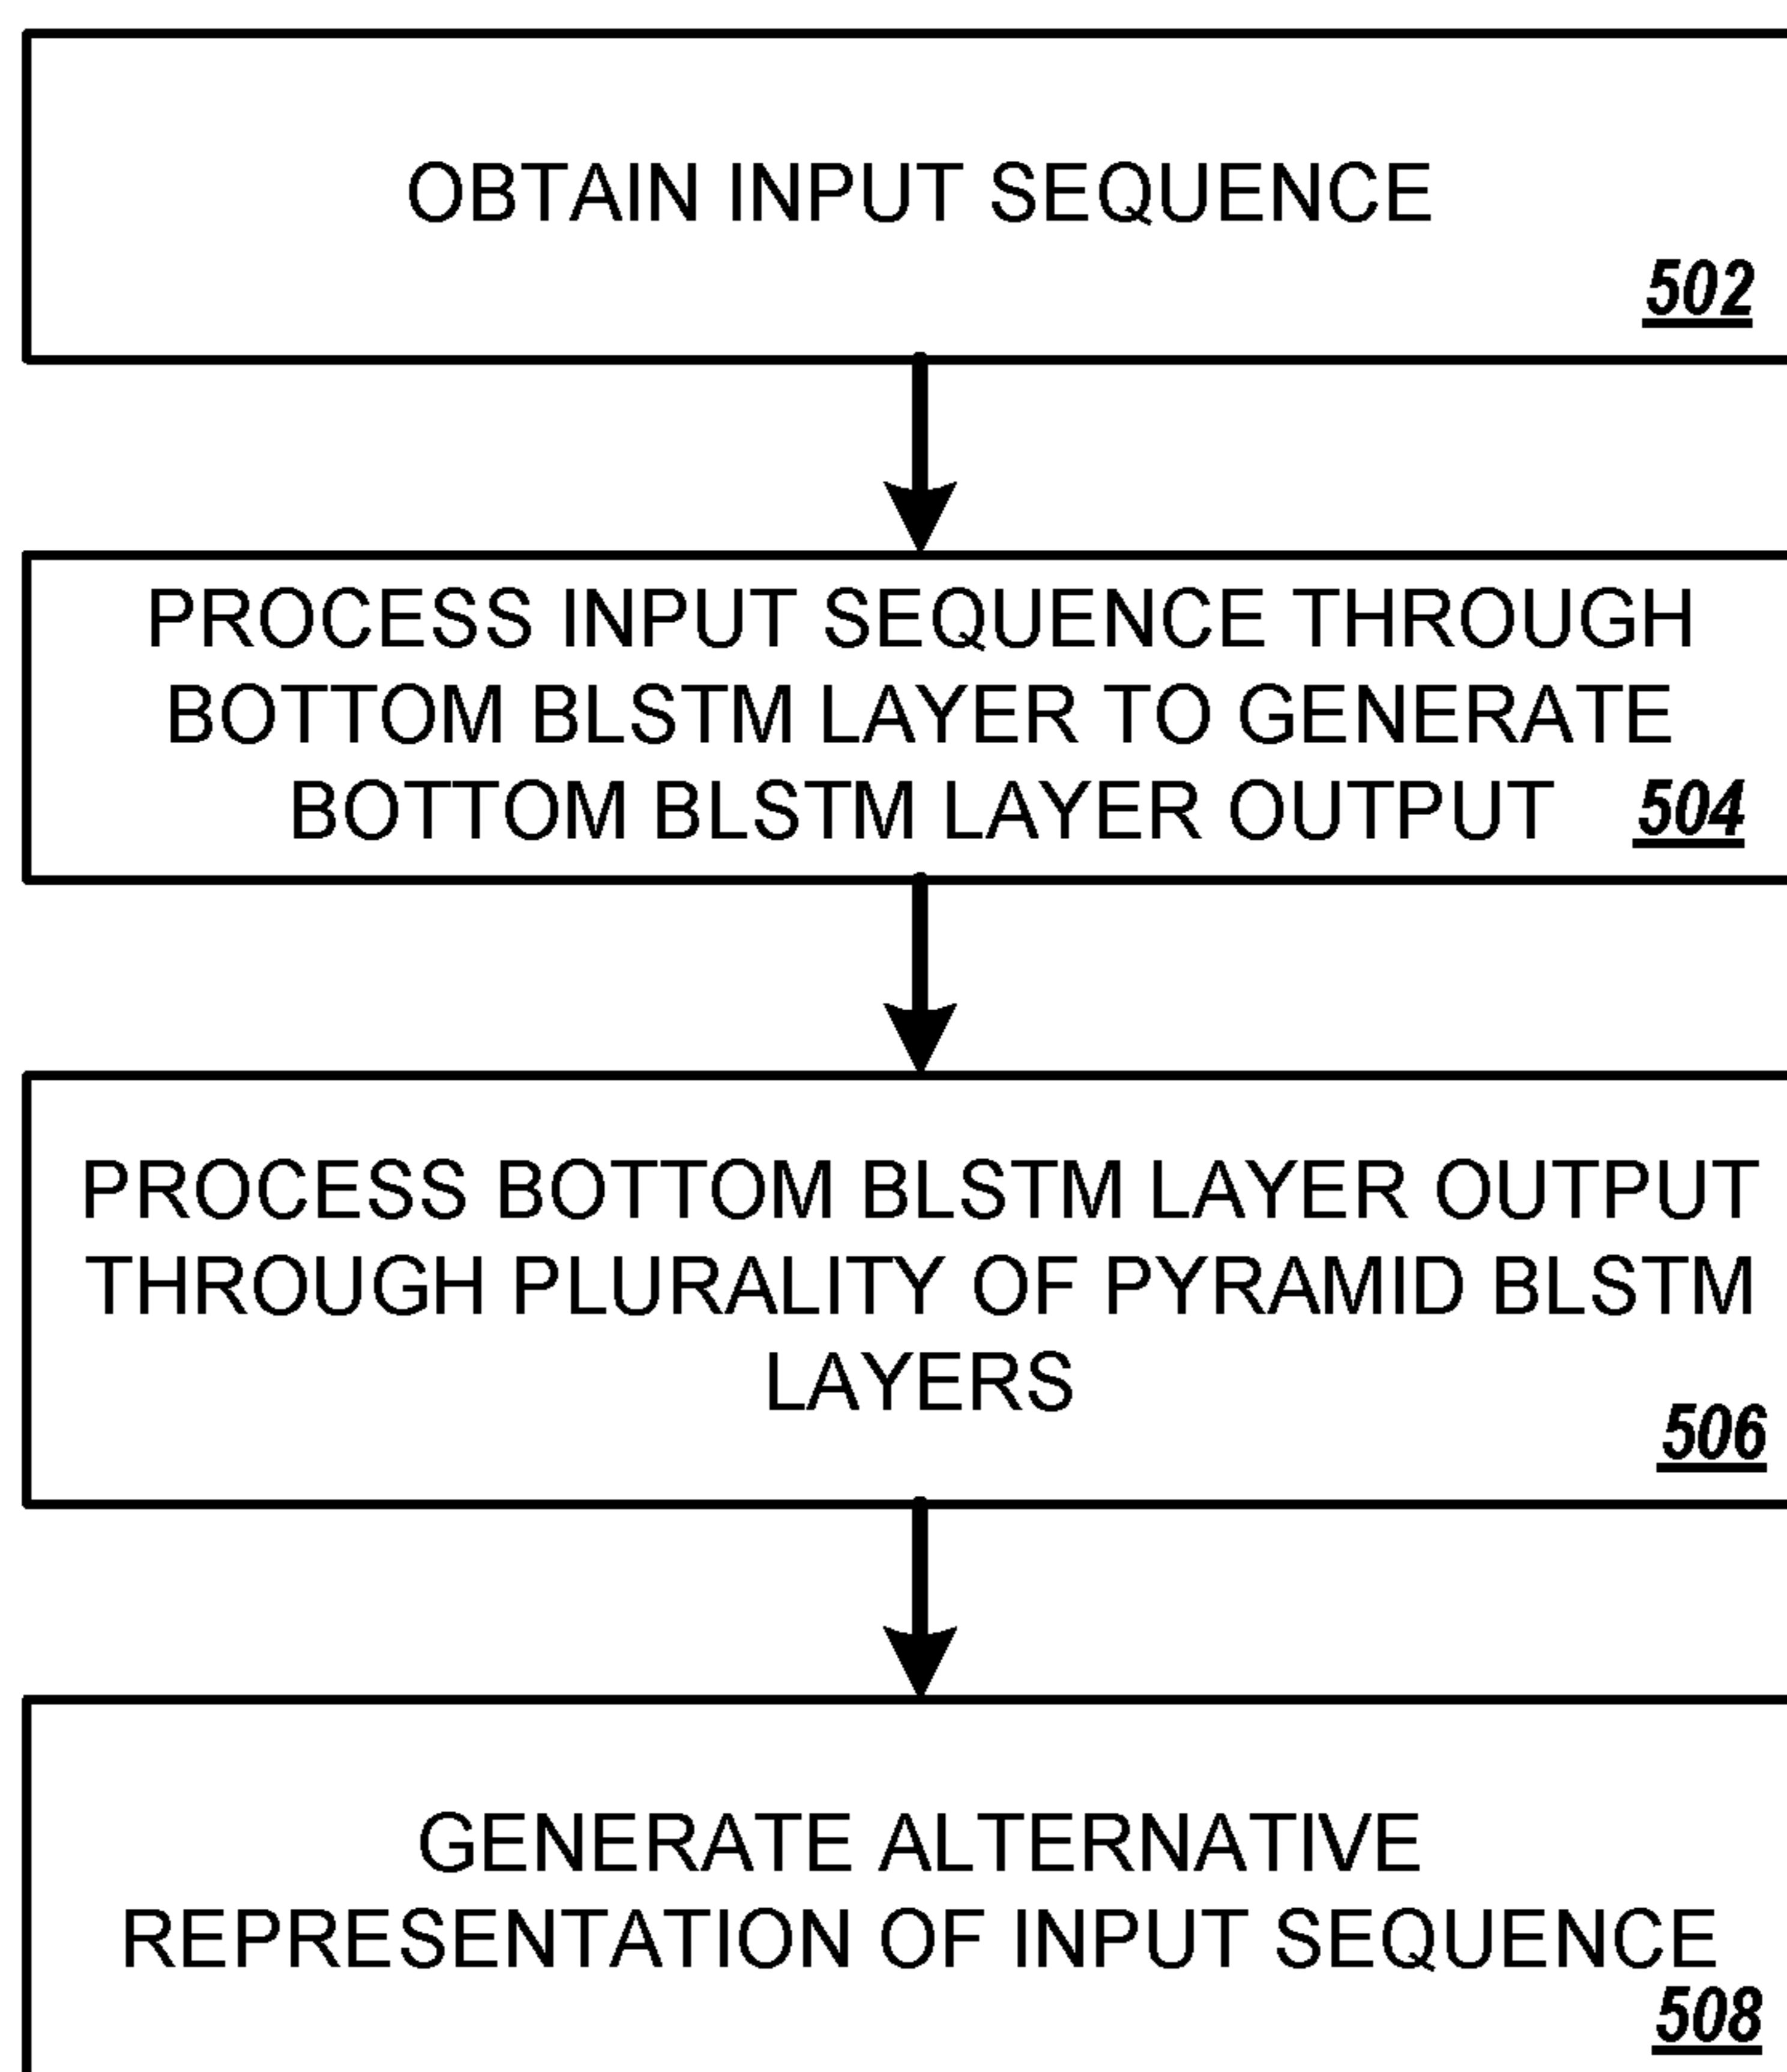 OBTAIN INPUT SEQUENCE
502
PROCESS INPUT SEQUENCE THROUGH
BOTTOM BLSTM LAYER TO GENERATE
BOTTOM BLSTM LAYER OUTPUT 504
PROCESS BOTTOM BLSTM LAYER OUTPUT
THROUGH PLURALITY OF PYRAMID BLSTM
LAYERS
506
GENERATE ALTERNATIVE
REPRESENTATION OF INPUT SEQUENCE
508